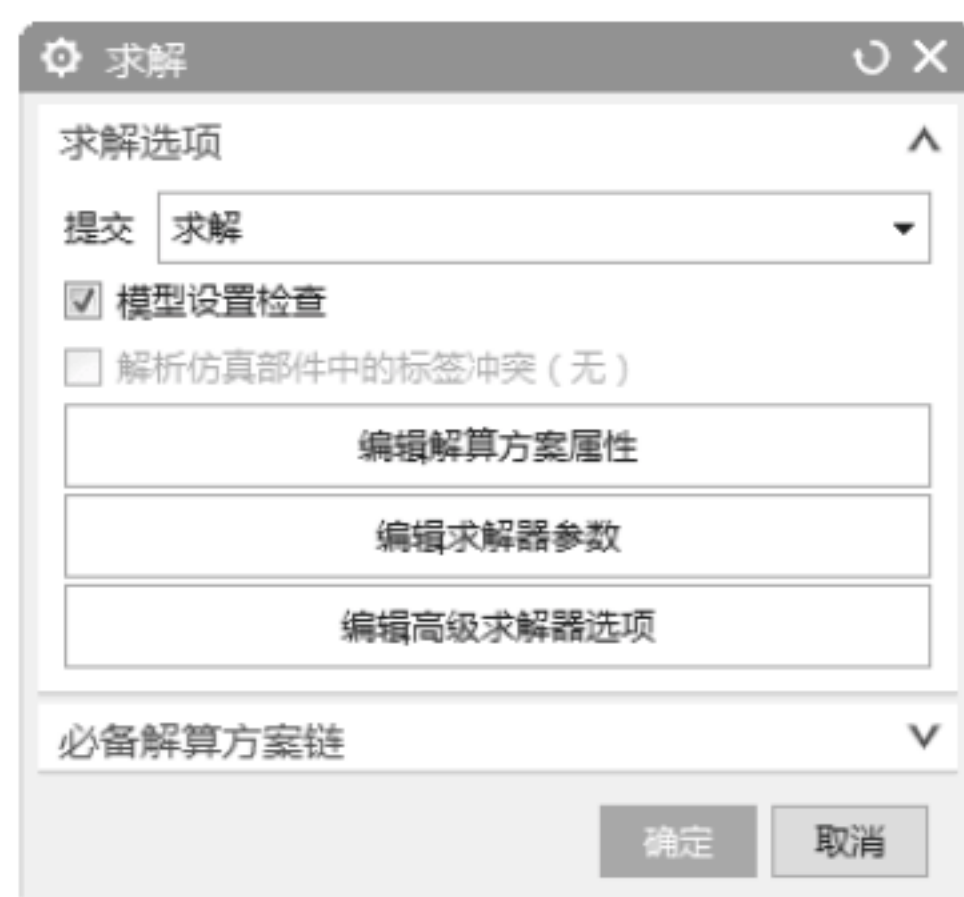 求解
求解选项
提交 求解
模型设置检查
解析仿真部件中的标签冲突（无）
编辑解算方案属性
编辑求解器参数
编辑高级求解器选项
必备解算方案链
确定 取消